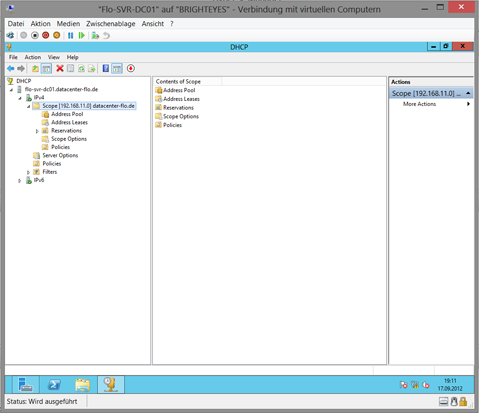 "Flo-SVR-DC01" auf "BRIGHTEYES" - Verbindung mit virtuellen Computern
Datei Aktion Medien Zwischenablage Ansicht ?
DHCP
File Action View Help
DHCP
flo-svr-dc01.datacenter-flo.de
IPv4
Scope [192.168.11.0] datacenter-flo.de
Address Pool
Address Leases
Reservations
Scope Options
Policies
Server Options
Policies
Filters
IPv6
Contents of Scope
Address Pool
Address Leases
Reservations
Scope Options
Policies
Actions
Scope [192.168.11.0] ...
More Actions
19:11
17.09.2012
Status: Wird ausgeführt